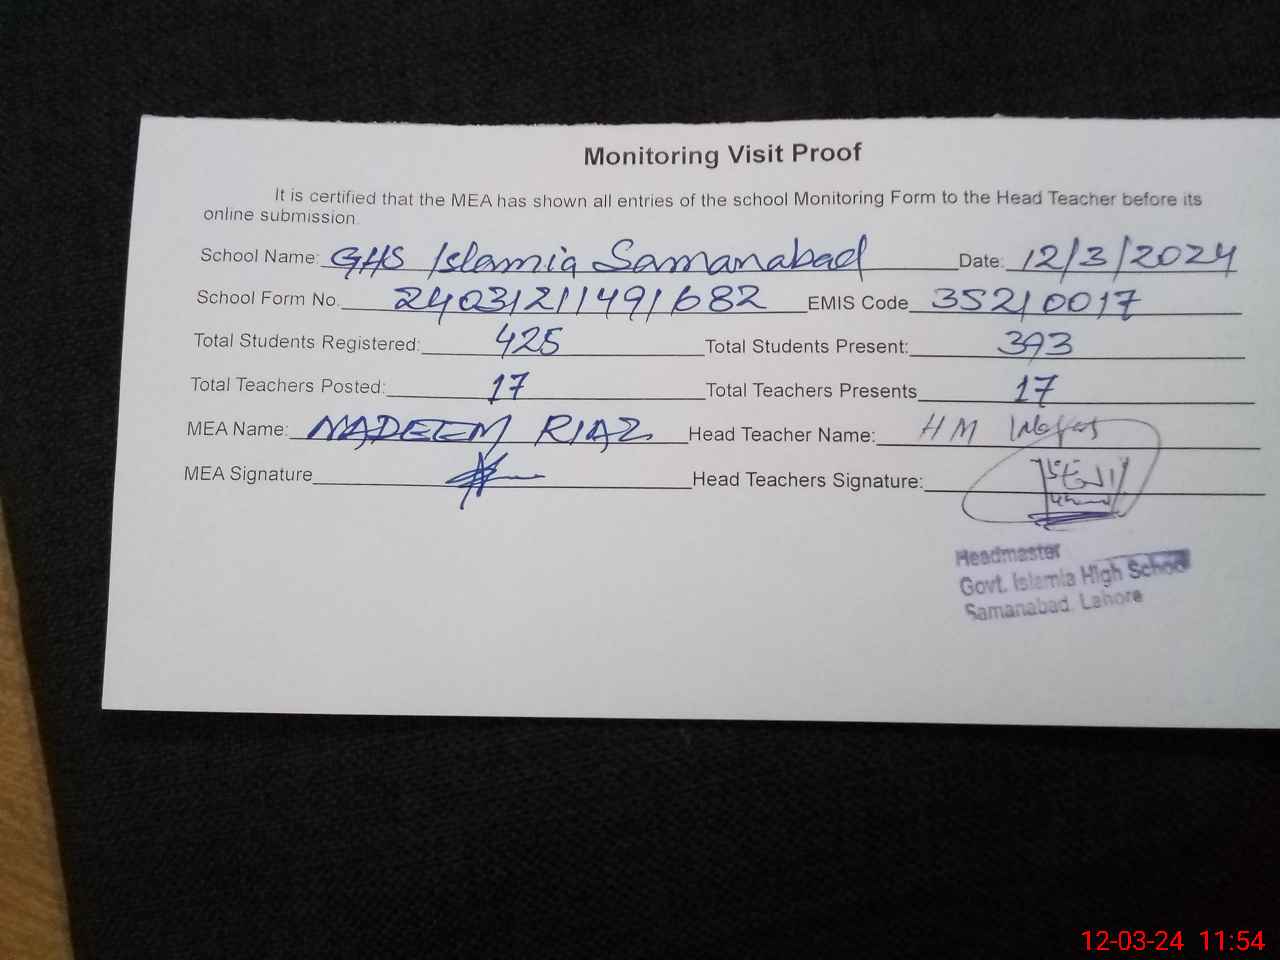 Monitoring Visit Proof
It is certified that the MEA has shown all entries of the school Monitoring Form to the Head Teacher before its
online submission.
School Name: GHS Islamia Samanabad Date: 12/3/2024
School Form No. 24031211491682 EMIS Code 35210017
Total Students Registered: 425 Total Students Present: 393
Total Teachers Posted: 17 Total Teachers Presents 17
MEA Name: NADEEM RIAZ Head Teacher Name: HM
MEA Signature Head Teachers Signature:
Headmaster
Govt. Islamia High School
Samanabad. Lahore
12-03-24 11:54